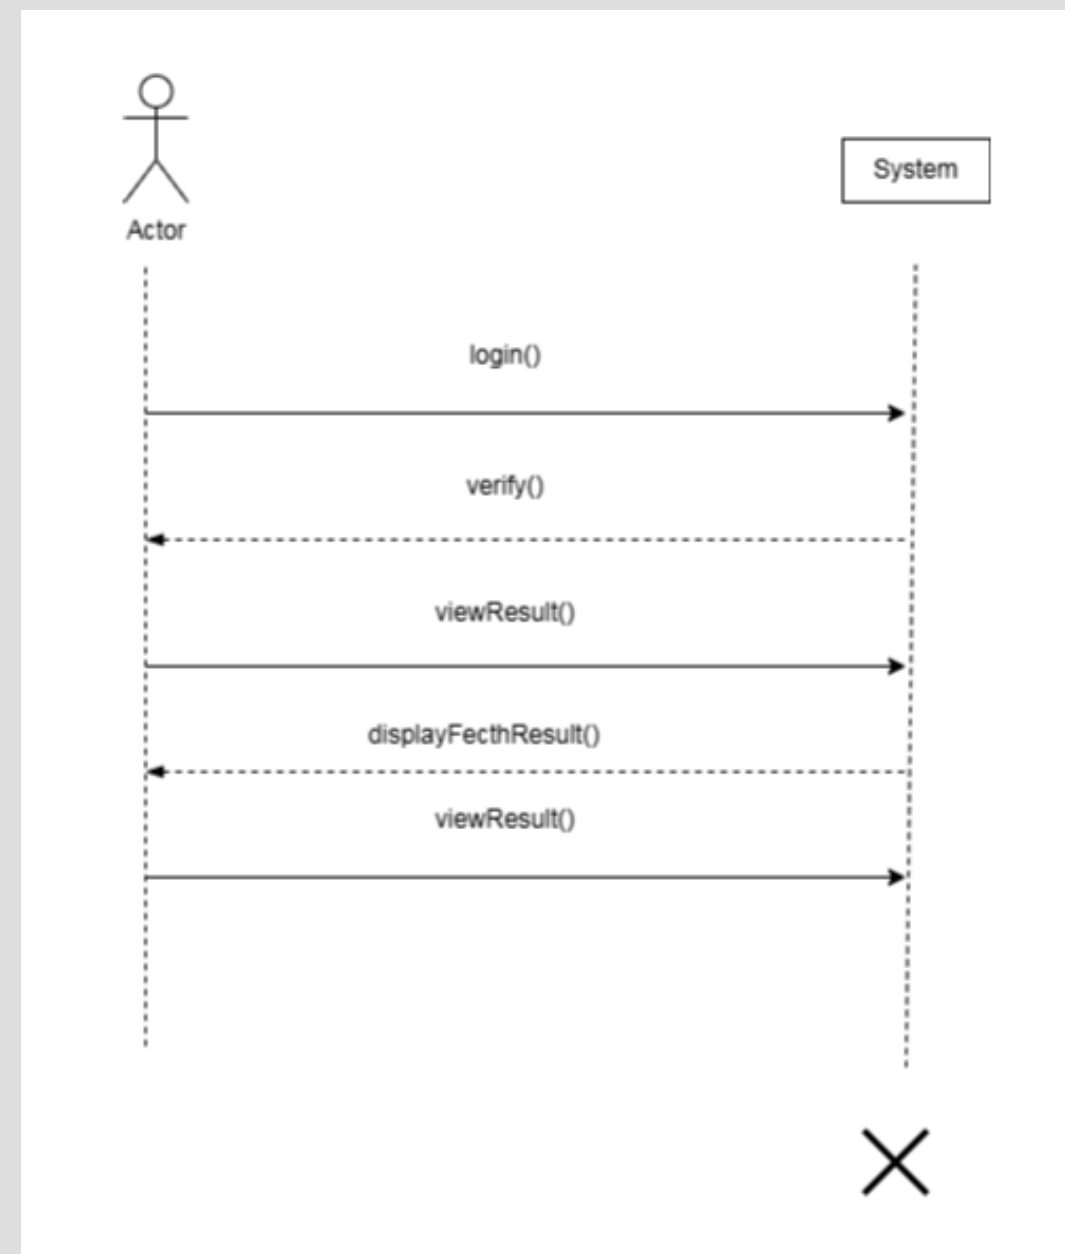 System
Actor
login()
verify()
viewResult()
displayFecthResult()
viewResult()